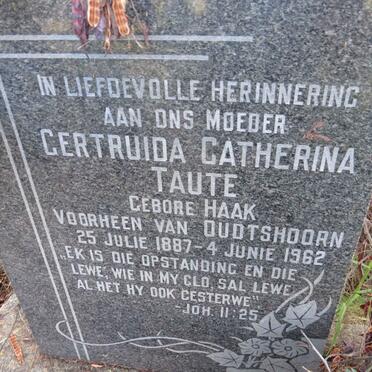 IN LIEFDEVOLLE HERINNERING
AAN ONS MOEDER
GERTRUIDA CATHERINA
TAUTE
GEBORE HAAK
VOORHEEN VAN OUDTSHOORN
25 JULIE 1887-4 JUNIE 1962
„EK IS DIE OPSTANDING EN DIE
LEWE, WIE IN MY GLO, SAL LEWE
AL HET HY OOK GESTERWE"
-JOH. 11:25